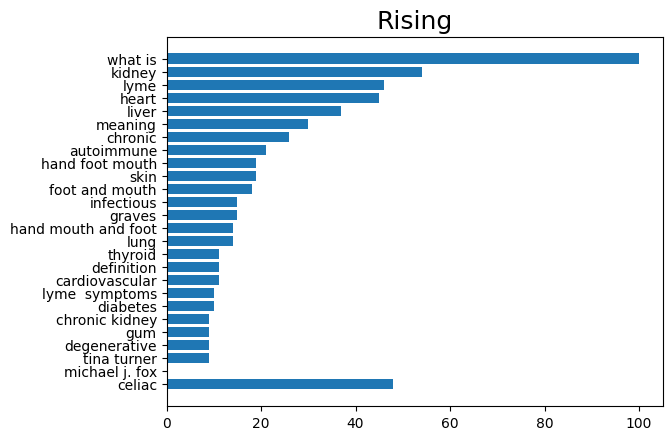 Rising
what is
kidney
lyme
heart
liver
meaning
chronic
autoimmune
hand foot mouth
skin
foot and mouth
infectious
graves
hand mouth and foot
lung
thyroid
definition
cardiovascular
lyme  symptoms
diabetes
chronic kidney
gum
degenerative
tina turner
michael j. fox
celiac
0 20 40 60 80 100